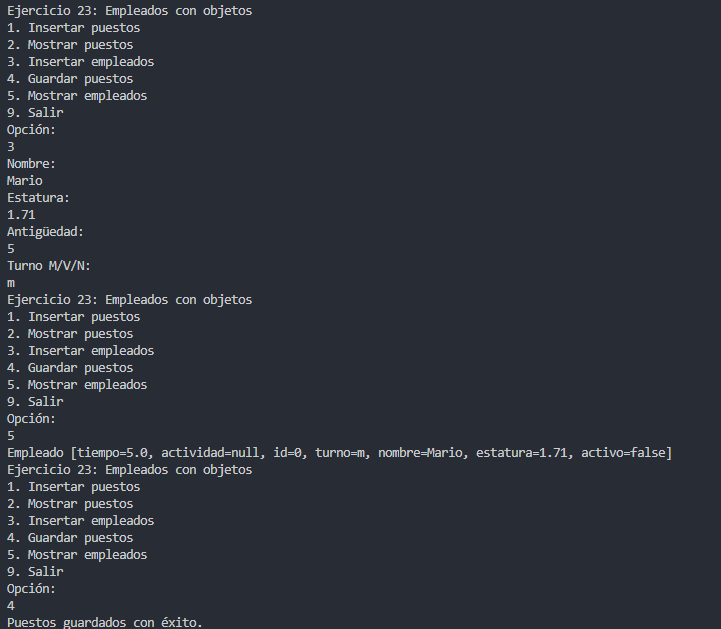 Ejercicio 23: Empleados con objetos
1. Insertar puestos
2. Mostrar puestos
3. Insertar empleados
4. Guardar puestos
5. Mostrar empleados
9. Salir
Opción:
3
Nombre:
Mario
Estatura:
1.71
Antigüedad:
5
Turno M/V/N:
m
Ejercicio 23: Empleados con objetos
1. Insertar puestos
2. Mostrar puestos
3. Insertar empleados
4. Guardar puestos
5. Mostrar empleados
9. Salir
Opción:
5
Empleado [tiempo=5.0, actividad=null, id=0, turno=m, nombre=Mario, estatura=1.71, activo=false]
Ejercicio 23: Empleados con objetos
1. Insertar puestos
2. Mostrar puestos
3. Insertar empleados
4. Guardar puestos
5. Mostrar empleados
9. Salir
Opción:
4
Puestos guardados con éxito.